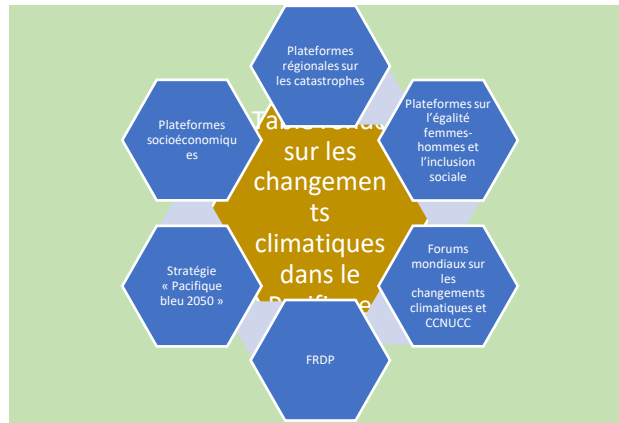 Plateformes
régionales sur
les catastrophes
Plateformes sur
l'égalité
femmes-
hommes et
l'inclusion
sociale
Forums
mondiaux sur
les
changements
climatiques et
CCNUCC
FRDP
Stratégie
« Pacifique
bleu 2050 »
Plateformes
socioéconomiqu
es
sur les
changemen
ts
climatiques
dans le